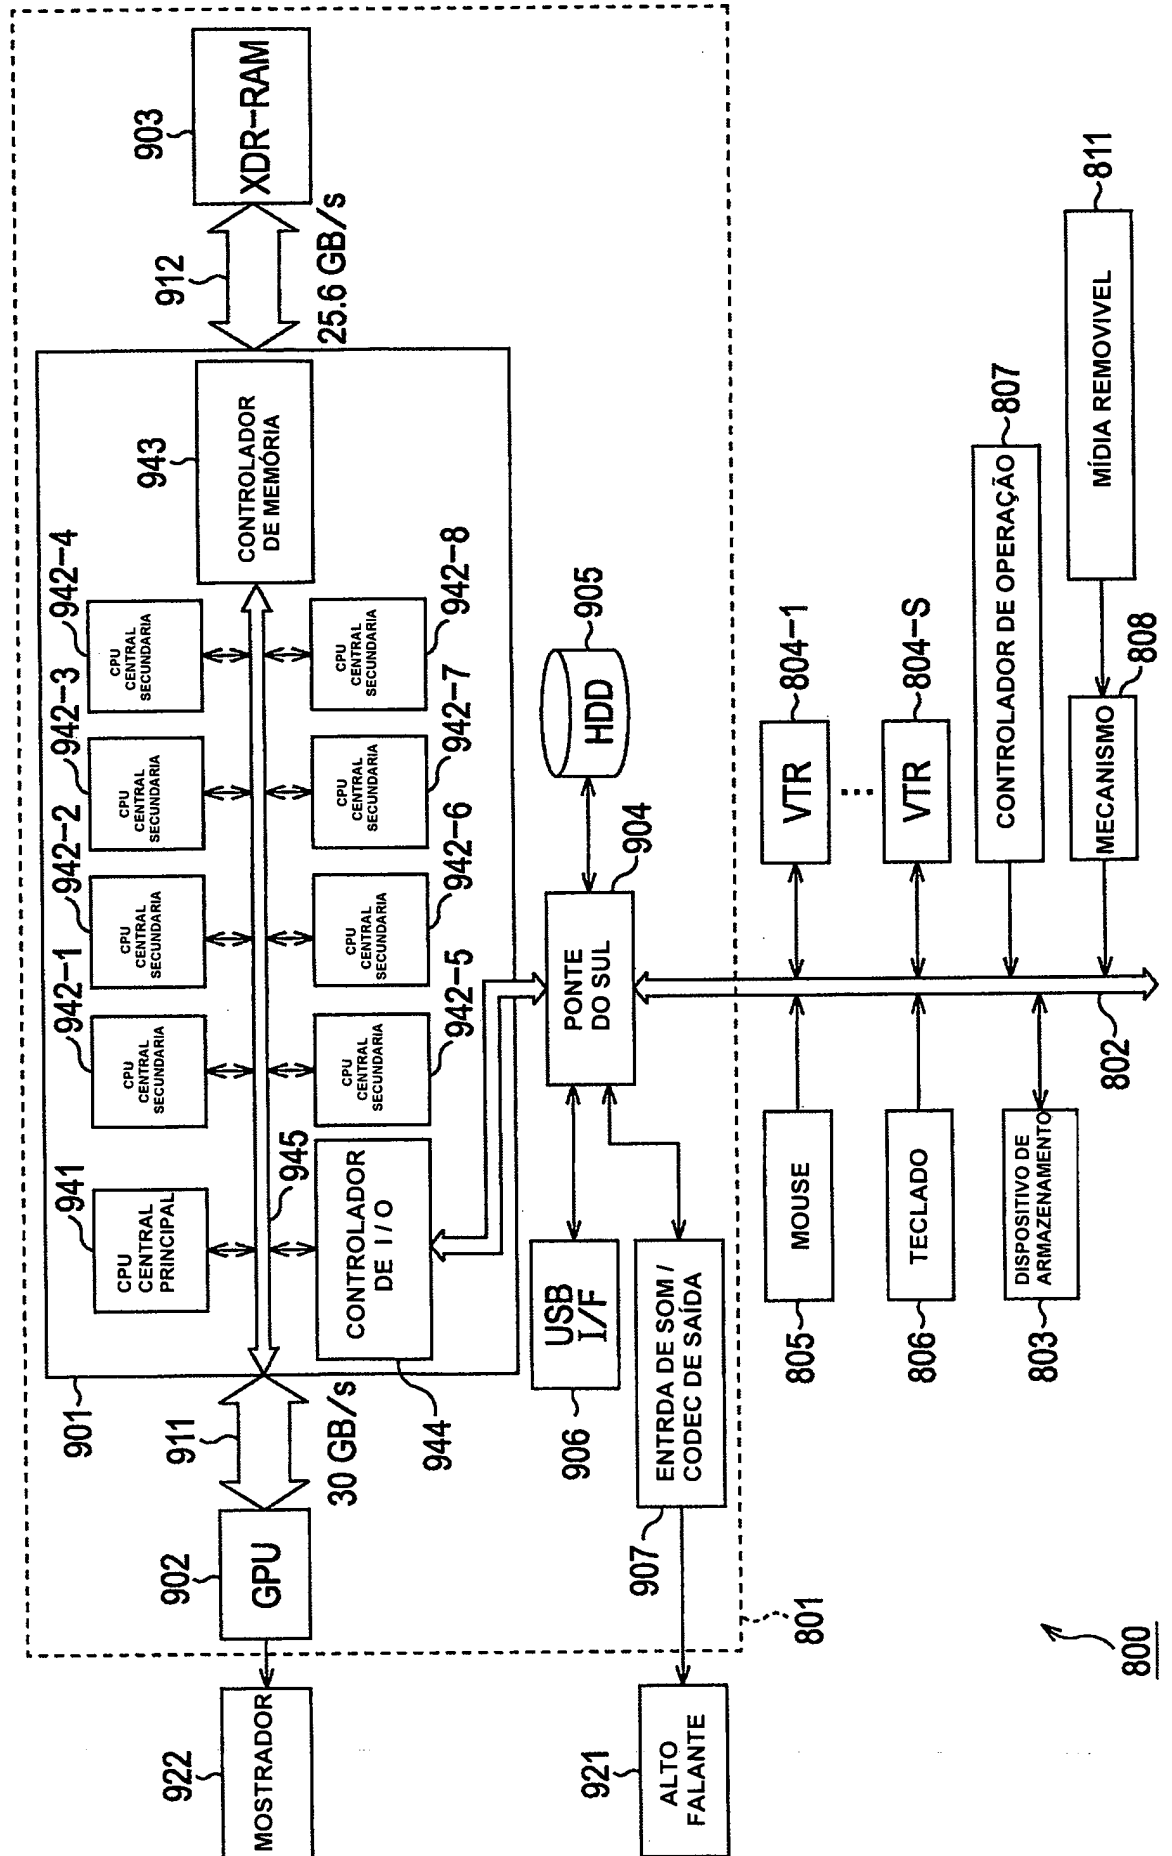 922
MOSTRADOR
902
GPU
911
30 GB/s
901
941
CPU
CENTRAL
PRINCIPAL
942-1
CPU
CENTRAL
SECUNDARIA
942-2
CPU
CENTRAL
SECUNDARIA
942-3
CPU
CENTRAL
SECUNDARIA
942-4
CPU
CENTRAL
SECUNDARIA
943
CONTROLADOR
DE MEMÓRIA
912
25.6 GB/s
903
XDR-RAM
945
CONTROLADOR
DE I / O
944
CPU
CENTRAL
SECUNDARIA
942-5
CPU
CENTRAL
SECUNDARIA
942-6
CPU
CENTRAL
SECUNDARIA
942-7
CPU
CENTRAL
SECUNDARIA
942-8
906
USB
I/F
PONTE
DO SUL
904
HDD
905
921
ALTO
FALANTE
907
ENTRDA DE SOM /
CODEC DE SAÍDA
801
805
MOUSE
VTR
804-1
...
806
TECLADO
VTR
804-S
803
DISPOSITIVO DE
ARMAZENAMENTO
CONTROLADOR DE OPERAÇÃO
807
802
MECANISMO
808
MÍDIA REMOVIVEL
811
800